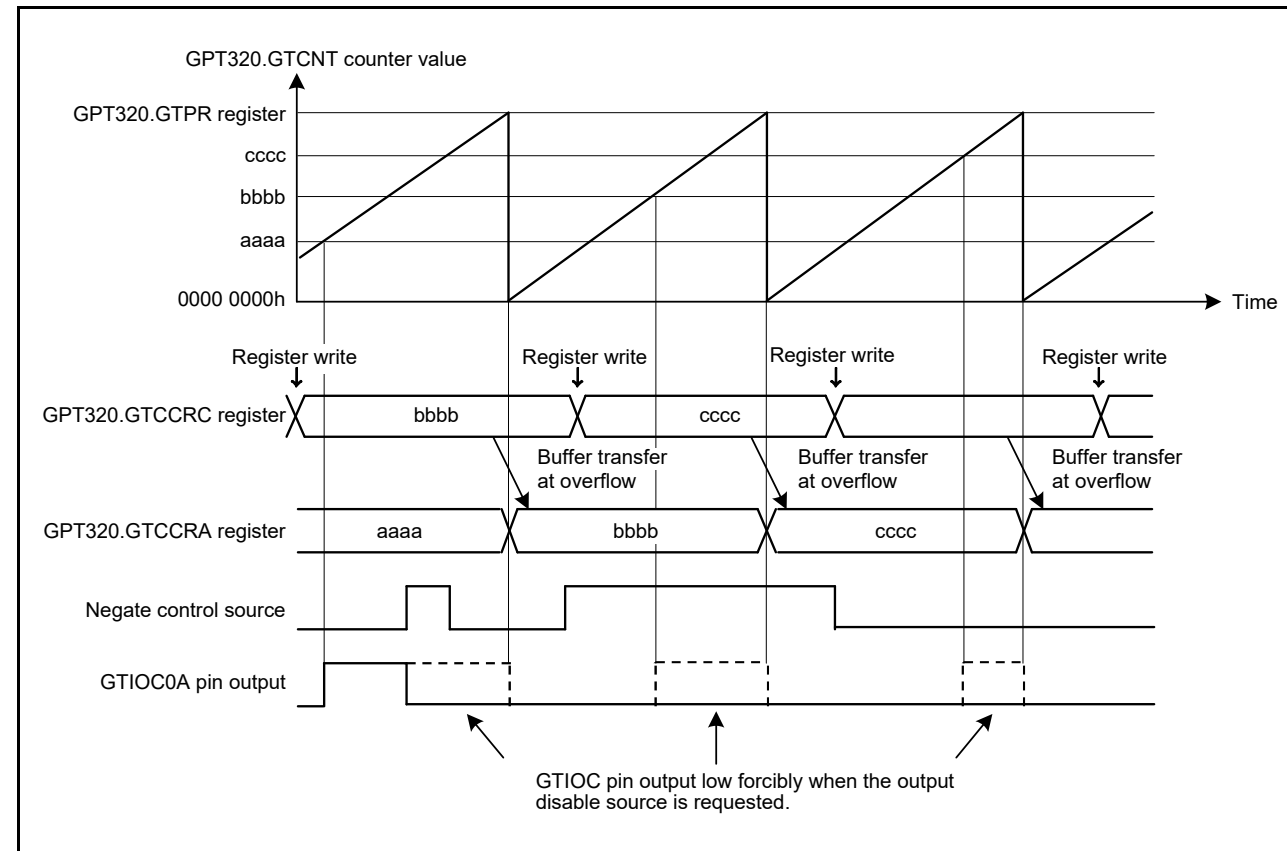 GPT320.GTCNT counter value
GPT320.GTPR register
cccc
bbbb
aaaa
0000 0000h
Time
Register write
Register write
Register write
Register write
GPT320.GTCCRC register
bbbb
cccc
Buffer transfer
at overflow
Buffer transfer
at overflow
Buffer transfer
at overflow
GPT320.GTCCRA register
aaaa
bbbb
cccc
Negate control source
GTIOC0A pin output
GTIOC pin output low forcibly when the output
disable source is requested.